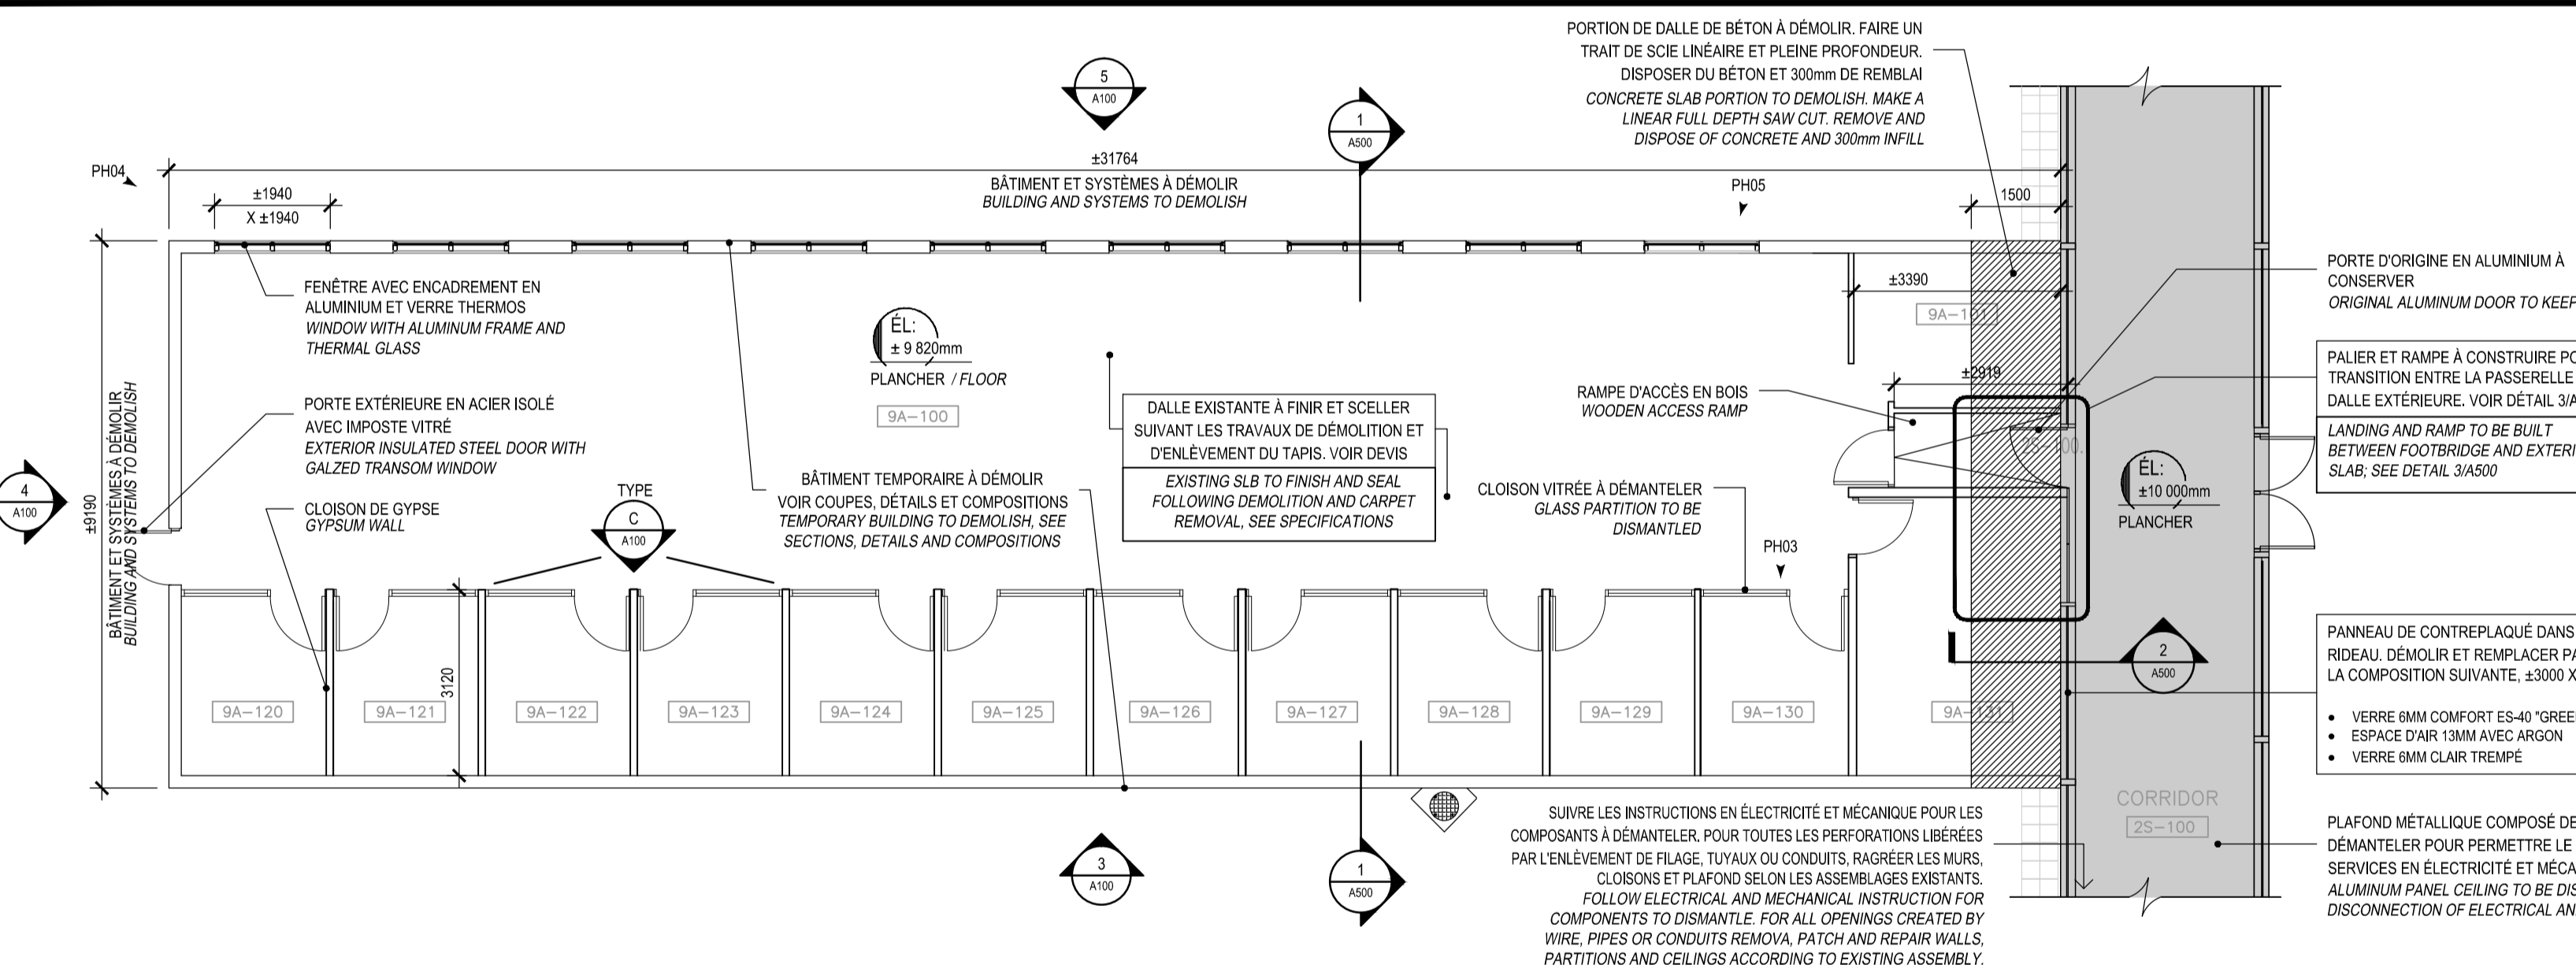 PORTION DE DALLE DE BÉTON À DÉMOLIR. FAIRE UN
TRAIT DE SCIE LINÉAIRE ET PLEINE PROFONDEUR.
DISPOSER DU BÉTON ET 300mm DE REMBLAI
CONCRETE SLAB PORTION TO DEMOLISH. MAKE A
LINEAR FULL DEPTH SAW CUT. REMOVE AND
DISPOSE OF CONCRETE AND 300mm INFILL
5
A100
1
A500
±31764
BÂTIMENT ET SYSTÈMES À DÉMOLIR
BUILDING AND SYSTEMS TO DEMOLISH
PH04
±1940
X ±1940
PH05
1500
FENÊTRE AVEC ENCADREMENT EN
ALUMINIUM ET VERRE THERMOS
WINDOW WITH ALUMINUM FRAME AND
THERMAL GLASS
ÉL:
± 9 820mm
PLANCHER / FLOOR
9A-100
±3390
9A-101
PORTE D'ORIGINE EN ALUMINIUM À
CONSERVER
ORIGINAL ALUMINUM DOOR TO KEEP
PALIER ET RAMPE À CONSTRUIRE PO
TRANSITION ENTRE LA PASSERELLE
DALLE EXTÉRIEURE. VOIR DÉTAIL 3/A
LANDING AND RAMP TO BE BUILT
BETWEEN FOOTBRIDGE AND EXTERI
SLAB; SEE DETAIL 3/A500
±2919
RAMPE D'ACCÈS EN BOIS
WOODEN ACCESS RAMP
2S-100.
ÉL:
±10 000mm
PLANCHER
PORTE EXTÉRIEURE EN ACIER ISOLÉ
AVEC IMPOSTE VITRÉ
EXTERIOR INSULATED STEEL DOOR WITH
GALZED TRANSOM WINDOW
DALLE EXISTANTE À FINIR ET SCELLER
SUIVANT LES TRAVAUX DE DÉMOLITION ET
D'ENLÈVEMENT DU TAPIS. VOIR DEVIS
EXISTING SLB TO FINISH AND SEAL
FOLLOWING DEMOLITION AND CARPET
REMOVAL, SEE SPECIFICATIONS
4
A100
±9190
BÂTIMENT ET SYSTÈMES À DÉMOLIR
BUILDING AND SYSTEMS TO DEMOLISH
CLOISON DE GYPSE
GYPSUM WALL
TYPE
C
A100
BÂTIMENT TEMPORAIRE À DÉMOLIR
VOIR COUPES, DÉTAILS ET COMPOSITIONS
TEMPORARY BUILDING TO DEMOLISH, SEE
SECTIONS, DETAILS AND COMPOSITIONS
CLOISON VITRÉE À DÉMANTELER
GLASS PARTITION TO BE
DISMANTLED
PH03
3120
9A-120
9A-121
9A-122
9A-123
9A-124
9A-125
9A-126
9A-127
9A-128
9A-129
9A-130
9A-131
2
A500
PANNEAU DE CONTREPLAQUÉ DANS
RIDEAU. DÉMOLIR ET REMPLACER PA
LA COMPOSITION SUIVANTE, ±3000 X
• VERRE 6MM COMFORT ES-40 "GREE
• ESPACE D'AIR 13MM AVEC ARGON
• VERRE 6MM CLAIR TREMPÉ
CORRIDOR
2S-100
3
A100
1
A500
SUIVRE LES INSTRUCTIONS EN ÉLECTRICITÉ ET MÉCANIQUE POUR LES
COMPOSANTS À DÉMANTELER. POUR TOUTES LES PERFORATIONS LIBÉRÉES
PAR L'ENLÈVEMENT DE FILAGE, TUYAUX OU CONDUITS, RAGRÉER LES MURS,
CLOISONS ET PLAFOND SELON LES ASSEMBLAGES EXISTANTS.
FOLLOW ELECTRICAL AND MECHANICAL INSTRUCTION FOR
COMPONENTS TO DISMANTLE. FOR ALL OPENINGS CREATED BY
WIRE, PIPES OR CONDUITS REMOVA, PATCH AND REPAIR WALLS,
PARTITIONS AND CEILINGS ACCORDING TO EXISTING ASSEMBLY.
PLAFOND MÉTALLIQUE COMPOSÉ DE
DÉMANTELER POUR PERMETTRE LE
SERVICES EN ÉLECTRICITÉ ET MÉCA
ALUMINUM PANEL CEILING TO BE DIS
DISCONNECTION OF ELECTRICAL AN